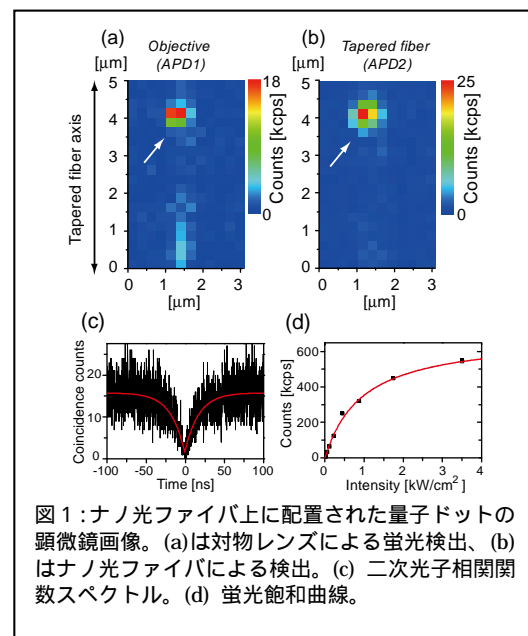 (a) Objective (APD1)
(b) Tapered fiber (APD2)
[μm]
5
4
3
2
1
0
Tapered fiber axis
0 1 2 3
[μm]
18
Counts [kcps]
0
[μm]
5
4
3
2
1
0
0 1 2 3
[μm]
25
Counts [kcps]
0
(c)
Coincidence counts
20
10
0
-100 -50 0 50 100
Time [ns]
(d)
Counts [kcps]
600
400
200
0
0 1 2 3 4
Intensity [kW/cm²]
図1:ナノ光ファイバ上に配置された量子ドットの
顕微鏡画像。(a)は対物レンズによる蛍光検出、(b)
はナノ光ファイバによる検出。(c) 二次光子相関関
数スペクトル。(d) 蛍光飽和曲線。